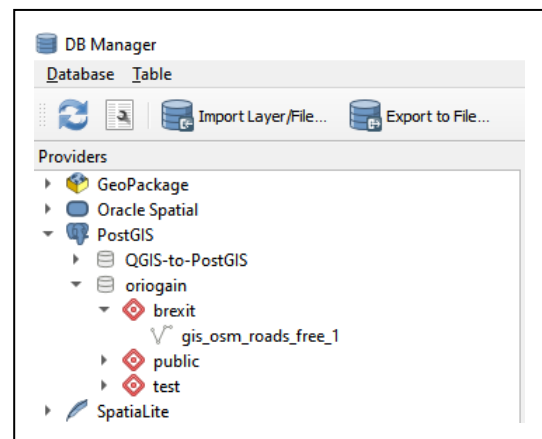 DB Manager
Database Table
Import Layer/File... Export to File...
Providers
GeoPackage
Oracle Spatial
PostGIS
QGIS-to-PostGIS
oriogain
brexit
gis_osm_roads_free_1
public
test
SpatiaLite